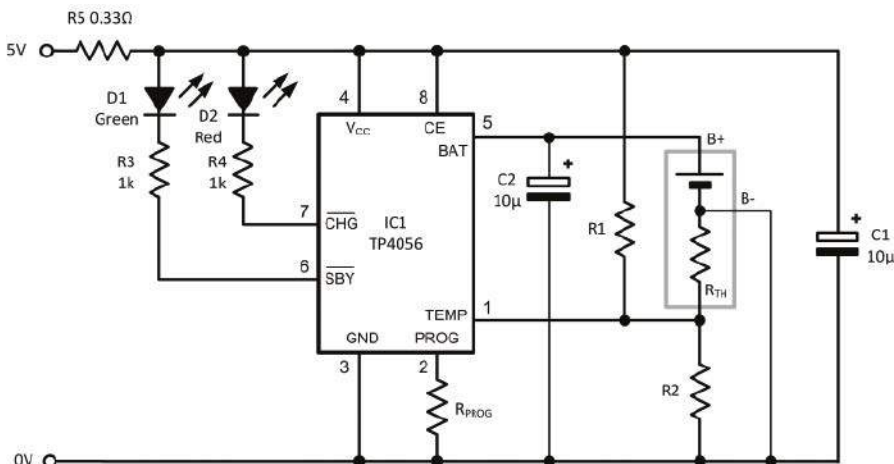 R5 0.33Ω
5V
D1
Green
D2
Red
R3
1k
R4
1k
4
8
VCC
CE
5
BAT
7
CHG
IC1
TP4056
6
SBY
TEMP
1
GND
PROG
3
2
RPROG
C2
10µ
+
R1
B+
B-
RTH
R2
+
C1
10µ
0V